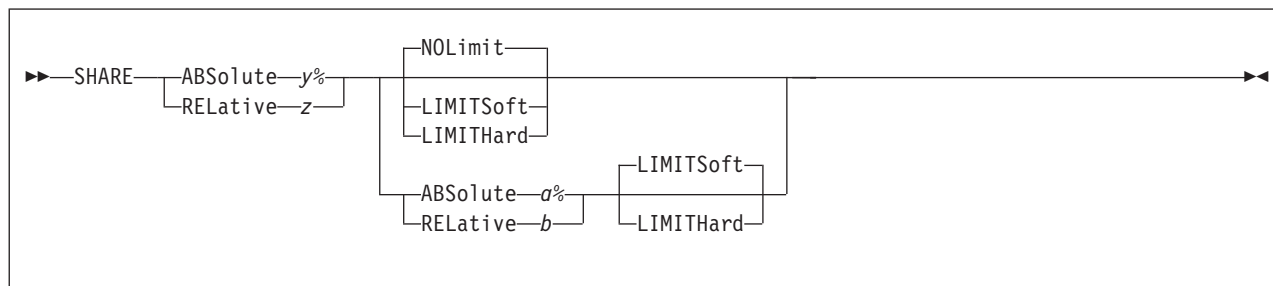 NOLimit
SHARE ABSolute y%
RELative z
LIMITSoft
LIMITHard
LIMITSoft
ABSolute a%
RELative b LIMITHard